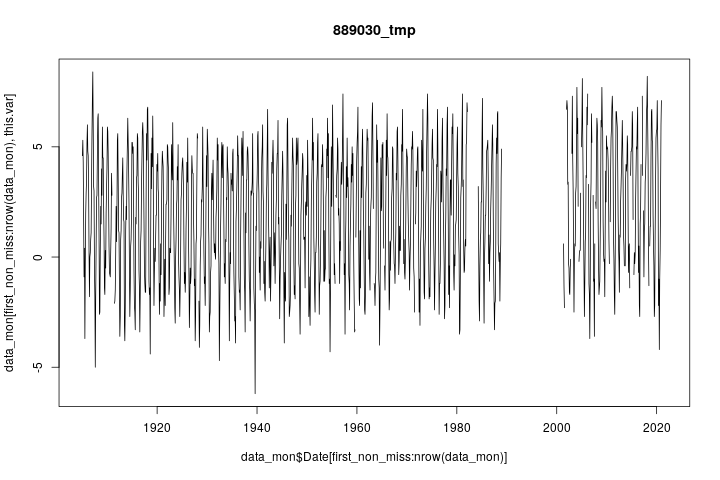 889030_tmp
data_mon[first_non_miss:nrow(data_mon), this.var]
5
0
-5
1920 1940 1960 1980 2000 2020
data_mon$Date[first_non_miss:nrow(data_mon)]